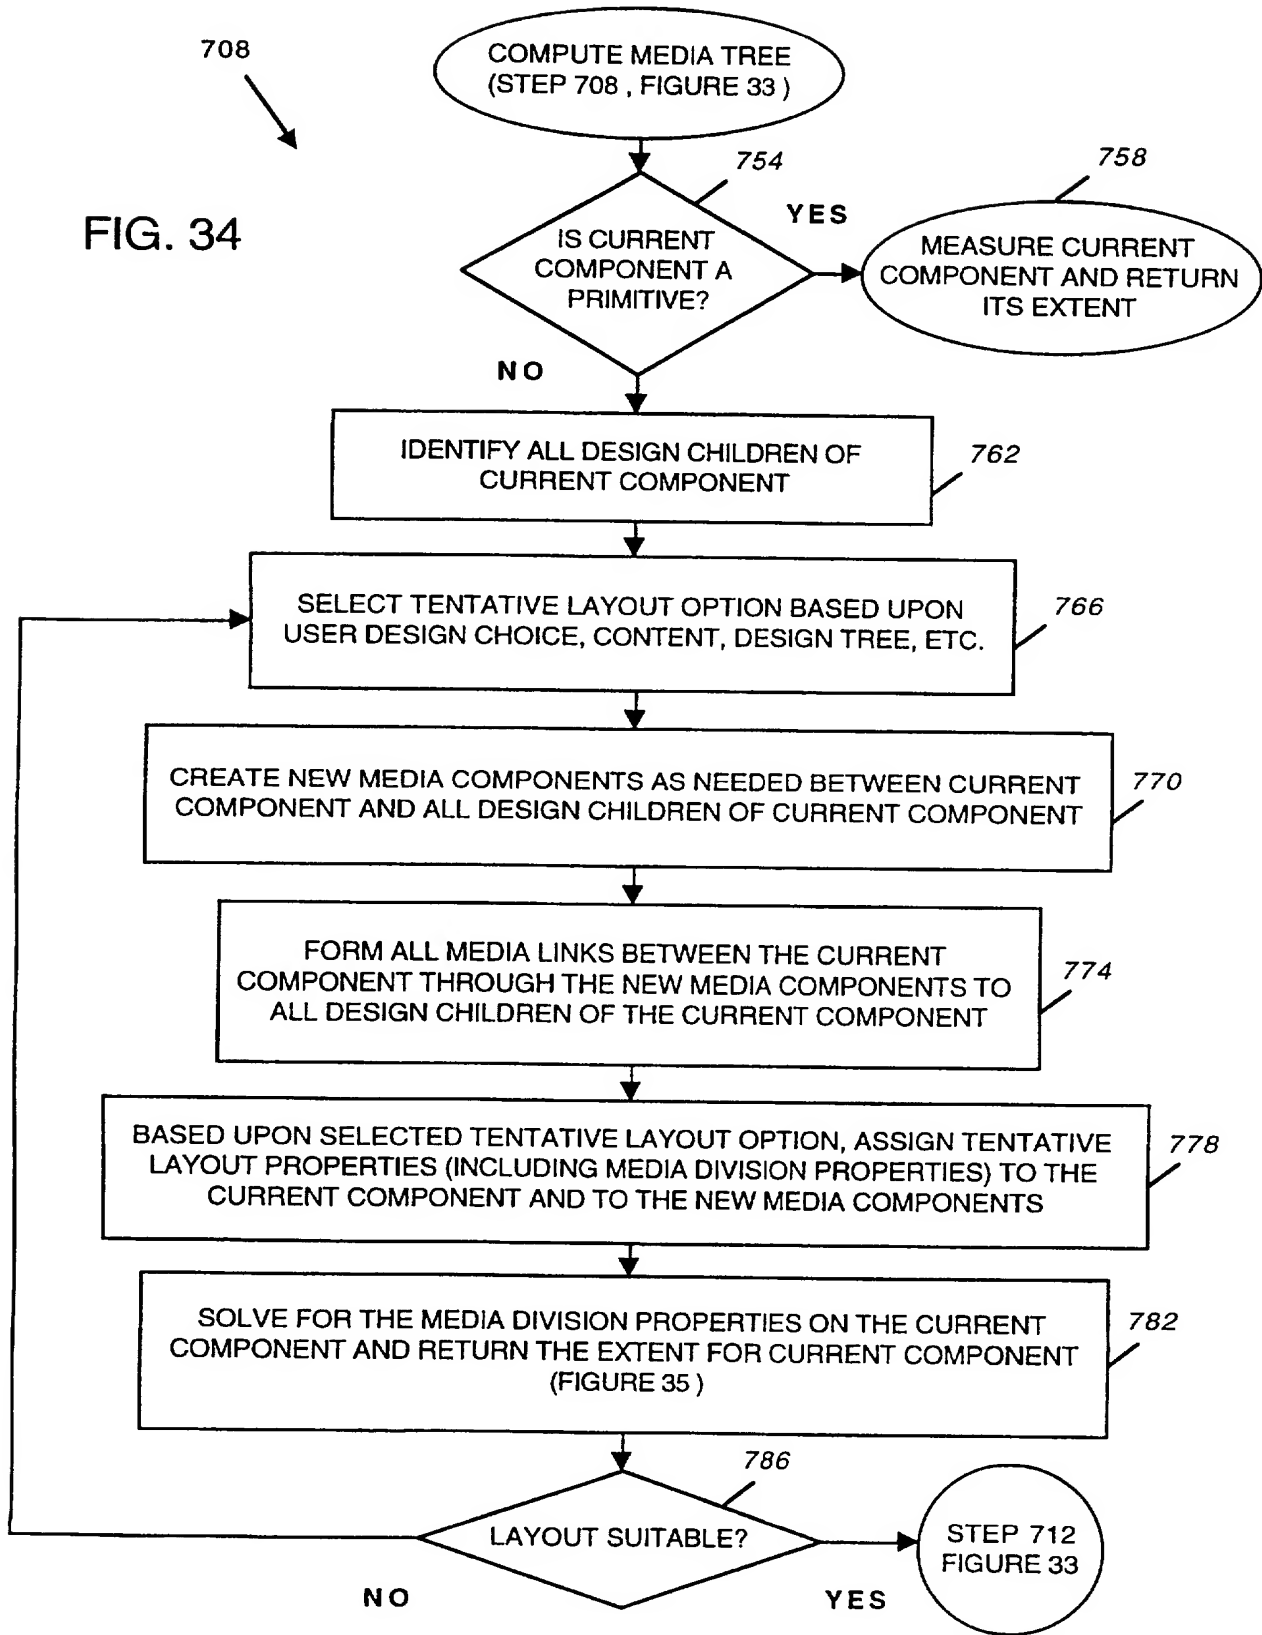 708
COMPUTE MEDIA TREE
(STEP 708 , FIGURE 33 )
754
758
FIG. 34
YES
IS CURRENT
COMPONENT A
PRIMITIVE?
MEASURE CURRENT
COMPONENT AND RETURN
ITS EXTENT
NO
IDENTIFY ALL DESIGN CHILDREN OF
CURRENT COMPONENT
762
SELECT TENTATIVE LAYOUT OPTION BASED UPON
USER DESIGN CHOICE, CONTENT, DESIGN TREE, ETC.
766
CREATE NEW MEDIA COMPONENTS AS NEEDED BETWEEN CURRENT
COMPONENT AND ALL DESIGN CHILDREN OF CURRENT COMPONENT
770
FORM ALL MEDIA LINKS BETWEEN THE CURRENT
COMPONENT THROUGH THE NEW MEDIA COMPONENTS TO
ALL DESIGN CHILDREN OF THE CURRENT COMPONENT
774
BASED UPON SELECTED TENTATIVE LAYOUT OPTION, ASSIGN TENTATIVE
LAYOUT PROPERTIES (INCLUDING MEDIA DIVISION PROPERTIES) TO THE
CURRENT COMPONENT AND TO THE NEW MEDIA COMPONENTS
778
SOLVE FOR THE MEDIA DIVISION PROPERTIES ON THE CURRENT
COMPONENT AND RETURN THE EXTENT FOR CURRENT COMPONENT
(FIGURE 35 )
782
786
LAYOUT SUITABLE?
STEP 712
FIGURE 33
NO
YES